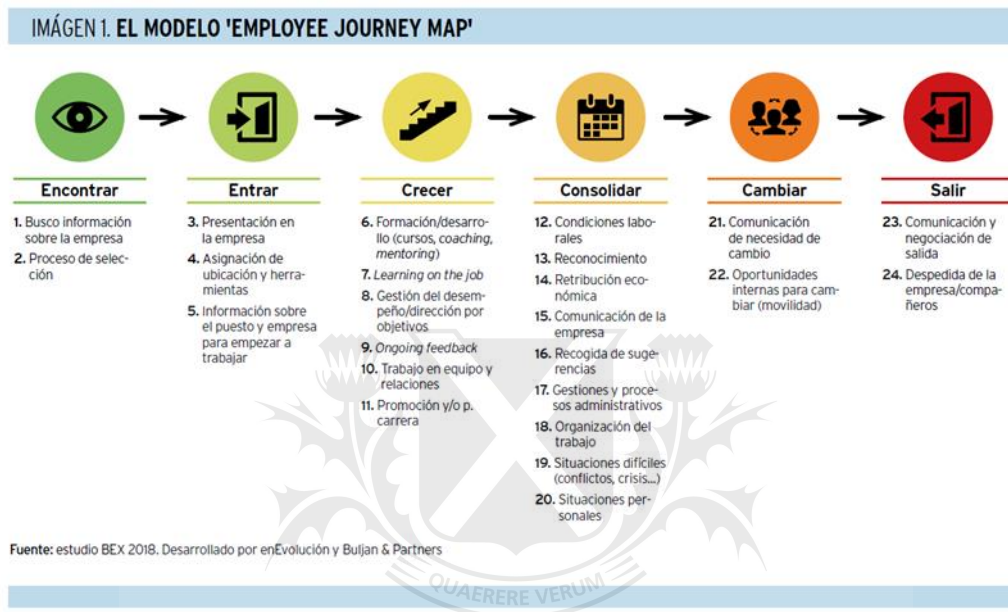 IMÁGEN 1. EL MODELO 'EMPLOYEE JOURNEY MAP'
Encontrar
1. Busco información
sobre la empresa
2. Proceso de selec-
ción
Entrar
3. Presentación en
la empresa
4. Asignación de
ubicación y herra-
mientas
5. Información sobre
el puesto y empresa
para empezar a
trabajar
Crecer
6. Formación/desarro-
llo (cursos, coaching,
mentoring)
7. Learning on the job
8. Gestión del desem-
peño/dirección por
objetivos
9. Ongoing feedback
10. Trabajo en equipo y
relaciones
11. Promoción y/o p.
carrera
Consolidar
12. Condiciones labo-
rales
13. Reconocimiento
14. Retribución eco-
nómica
15. Comunicación de la
empresa
16. Recogida de suge-
rencias
17. Gestiones y proce-
sos administrativos
18. Organización del
trabajo
19. Situaciones difíciles
(conflictos, crisis...)
20. Situaciones per-
sonales
Cambiar
21. Comunicación
de necesidad de
cambio
22. Oportunidades
internas para cam-
biar (movilidad)
Salir
23. Comunicación y
negociación de
salida
24. Despedida de la
empresa/compa-
ñeros
Fuente: estudio BEX 2018. Desarrollado por enEvolución y Buljan & Partners
QUAERERE VERUM